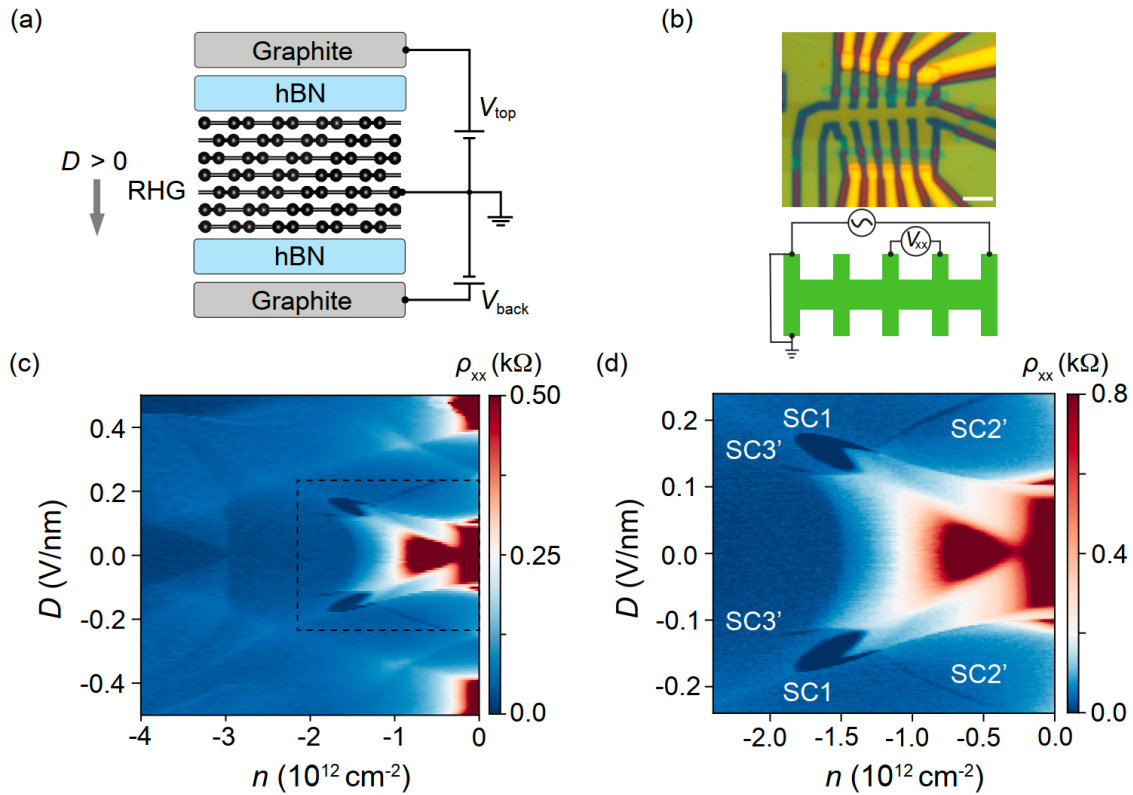 (a)
Graphite
hBN
D > 0
RHG
hBN
Graphite
V_top
V_back
(b)
V_xx
(c)
ρ_xx (kΩ)
0.50
0.25
0.0
0.4
0.2
0.0
-0.2
-0.4
D (V/nm)
-4
-3
-2
-1
0
n (10^12 cm^-2)
(d)
ρ_xx (kΩ)
0.8
0.4
0.0
SC1
SC2’
SC3’
SC3’
SC2’
SC1
0.2
0.1
0.0
-0.1
-0.2
D (V/nm)
-2.0
-1.5
-1.0
-0.5
0.0
n (10^12 cm^-2)